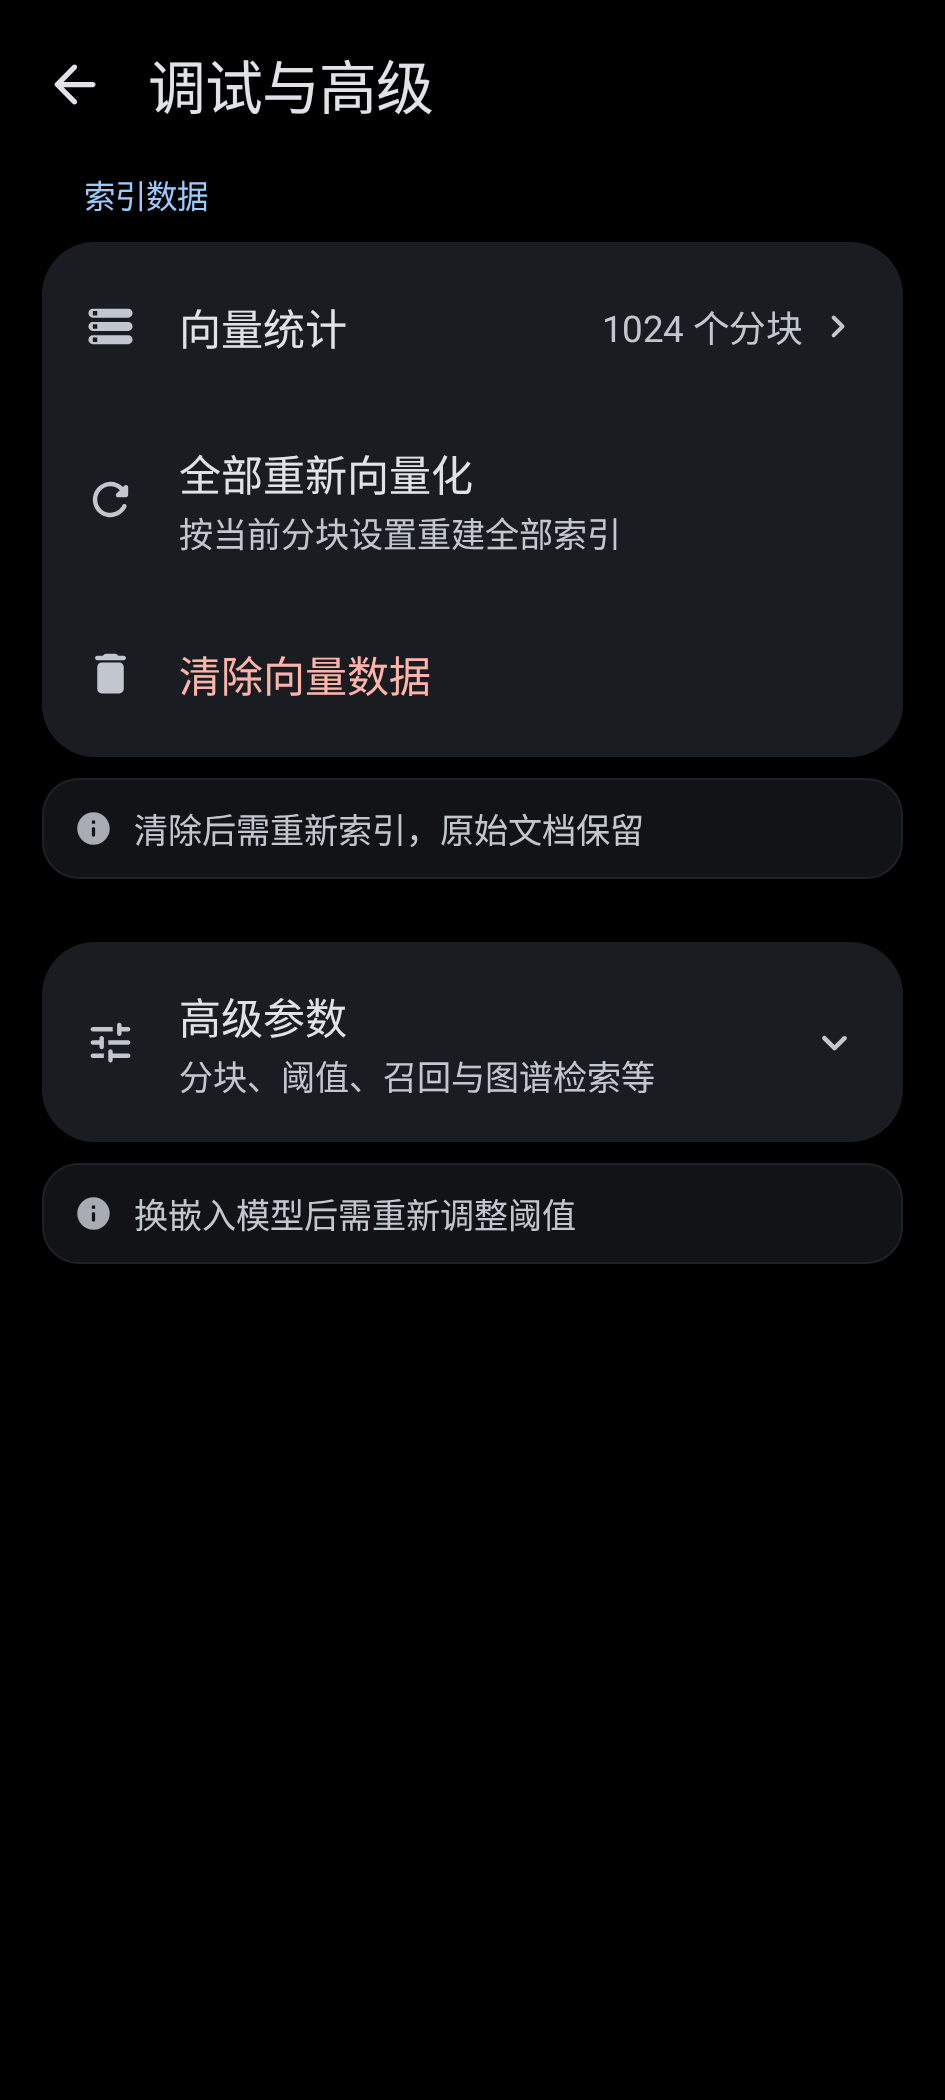 调试与高级
索引数据
向量统计
1024 个分块
全部重新向量化
按当前分块设置重建全部索引
清除向量数据
清除后需重新索引，原始文档保留
高级参数
分块、阈值、召回与图谱检索等
换嵌入模型后需重新调整阈值